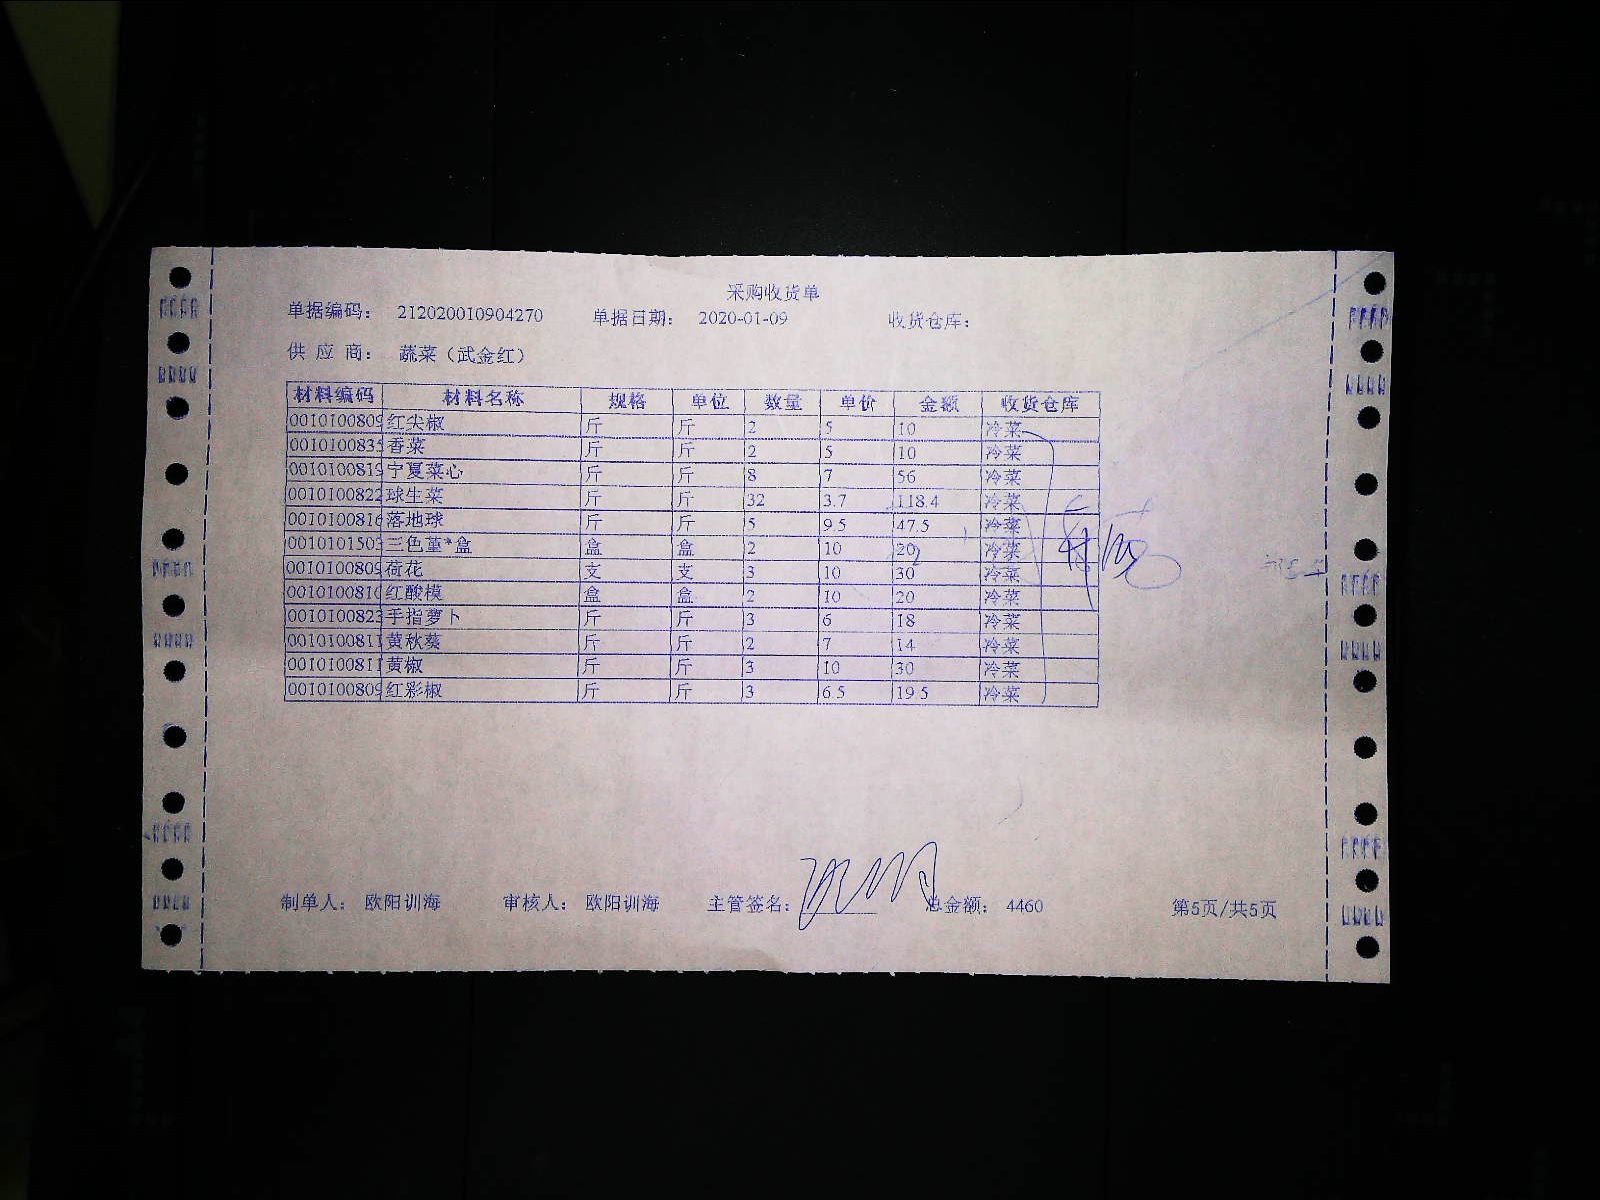 采购收货单
单据编码： 212020010904270 单据日期： 2020-01-09 收货仓库：
供 应 商： 蔬菜（武金红）
材料编码 材料名称 规格 单位 数量 单价 金额 收货仓库
0010100809 红尖椒 斤 斤 2 5 10 冷菜
0010100835 香菜 斤 斤 2 5 10 冷菜
0010100819 宁夏菜心 斤 斤 8 7 56 冷菜
0010100822 球生菜 斤 斤 32 3.7 118.4 冷菜
0010100816 落地球 斤 斤 5 9.5 47.5 冷菜
0010101503 三色堇*盒 盒 盒 2 10 20 冷菜
0010100809 荷花 支 支 3 10 30 冷菜
0010100810 红酸模 盒 盒 2 10 20 冷菜
0010100823 手指萝卜 斤 斤 3 6 18 冷菜
0010100811 黄秋葵 斤 斤 2 7 14 冷菜
0010100811 黄椒 斤 斤 3 10 30 冷菜
0010100809 红彩椒 斤 斤 3 6.5 19.5 冷菜
制单人： 欧阳训海 审核人： 欧阳训海 主管签名： 总金额： 4460 第5页/共5页